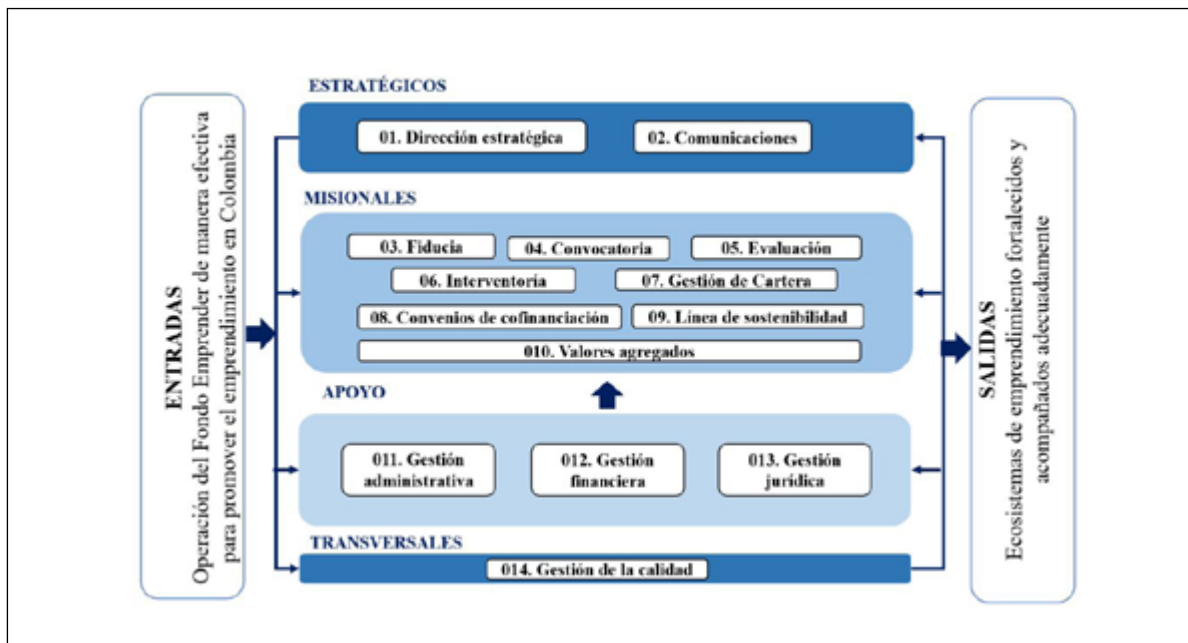 ENTRADAS
Operación del Fondo Emprender de manera efectiva
para promover el emprendimiento en Colombia
ESTRATÉGICOS
01. Dirección estratégica
02. Comunicaciones
MISIONALES
03. Fiducia
04. Convocatoria
05. Evaluación
06. Interventoría
07. Gestión de Cartera
08. Convenios de cofinanciación
09. Línea de sostenibilidad
010. Valores agregados
APOYO
011. Gestión
administrativa
012. Gestión
financiera
013. Gestión
jurídica
TRANSVERSALES
014. Gestión de la calidad
SALIDAS
Ecosistemas de emprendimiento fortalecidos y
acompañados adecuadamente